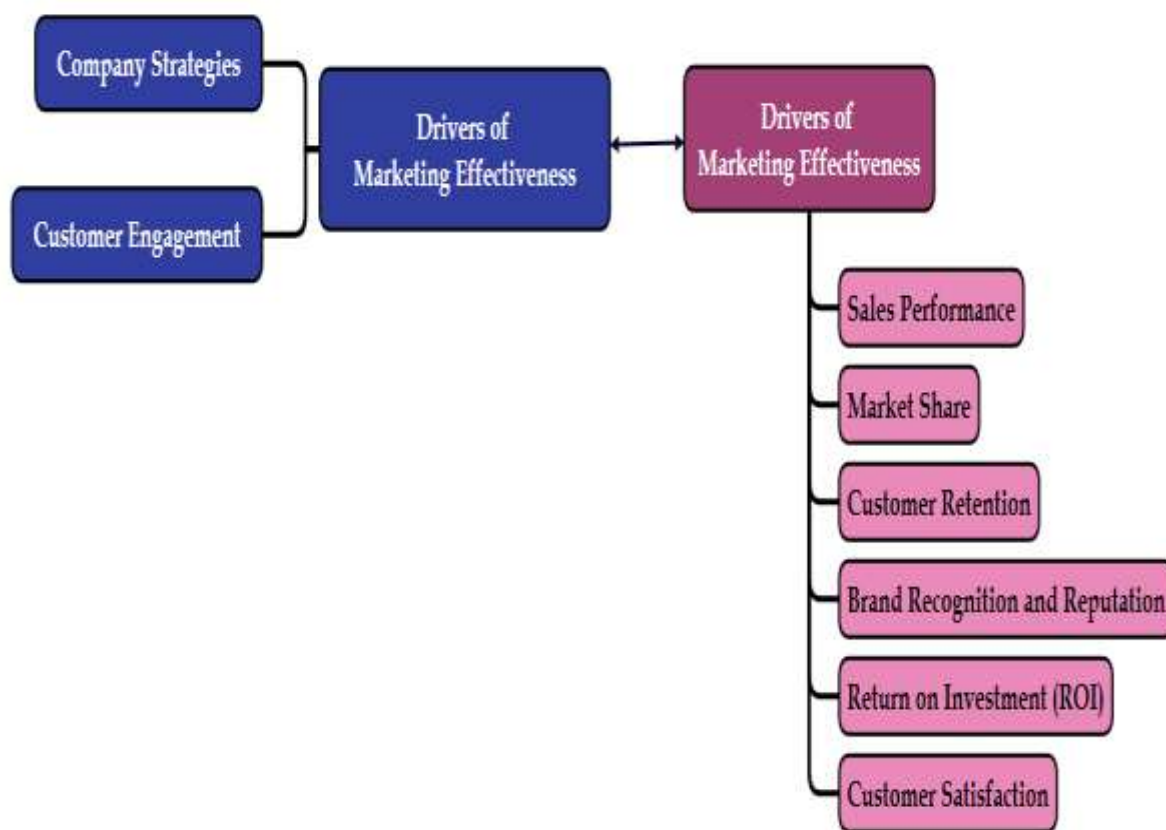 Company Strategies
Customer Engagement
Drivers of
Marketing Effectiveness
Drivers of
Marketing Effectiveness
Sales Performance
Market Share
Customer Retention
Brand Recognition and Reputation
Return on Investment (ROI)
Customer Satisfaction